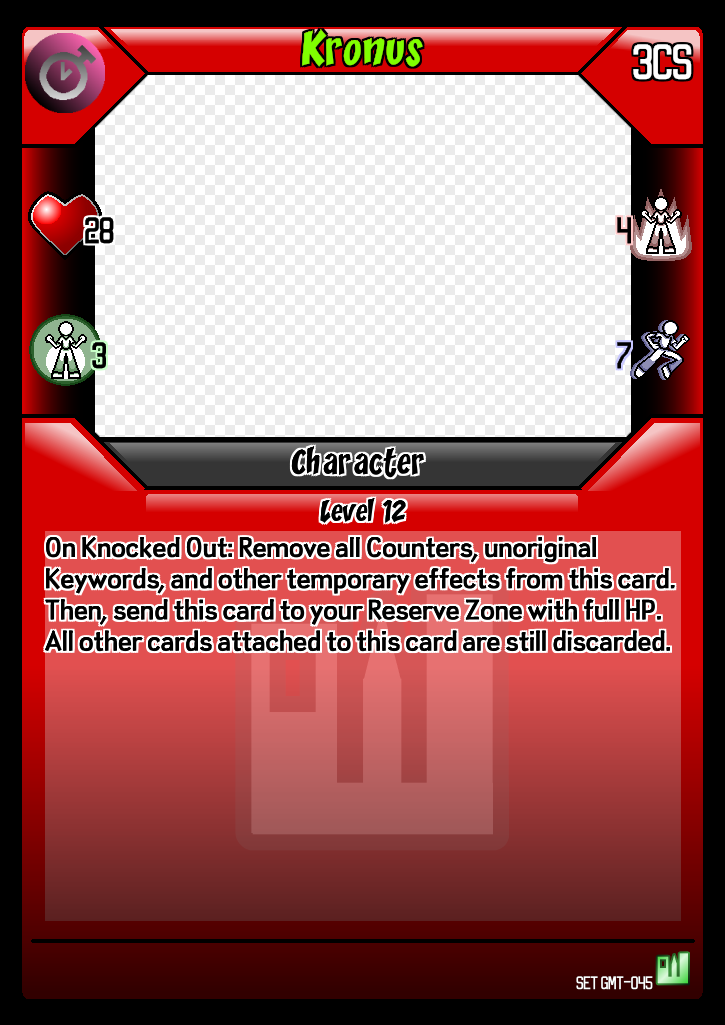 Kronus
3CS
28
4
3
7
Character
Level 12
On Knocked Out: Remove all Counters, unoriginal
Keywords, and other temporary effects from this card.
Then, send this card to your Reserve Zone with full HP.
All other cards attached to this card are still discarded.
SET GMT-045